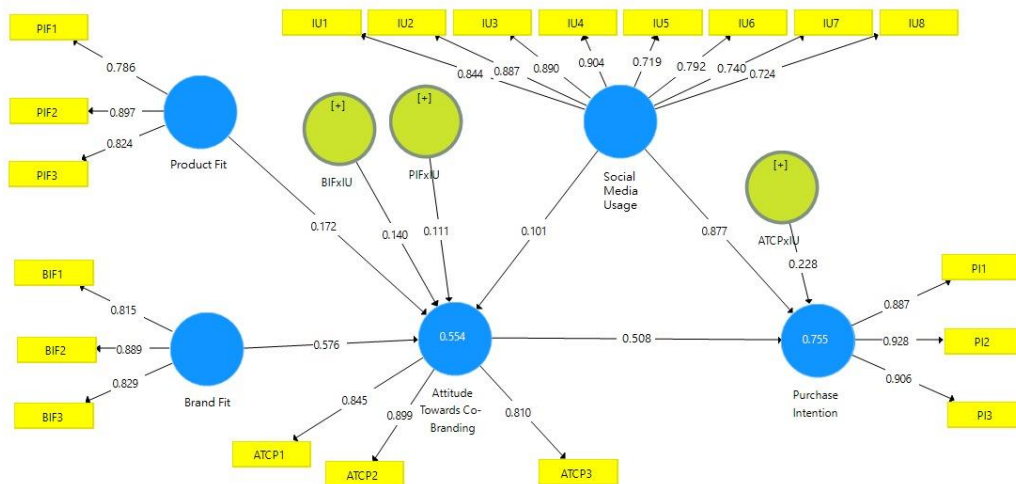 IU1 IU2 IU3 IU4 IU5 IU6 IU7 IU8
PIF1
0.786
PIF2
0.897
0.824
PIF3
Product Fit
0.844 0.887 0.890 0.904 0.719 0.792 0.740 0.724
[+]
BIFxIU
[+]
PIFxIU
Social
Media
Usage
[+]
ATCPxIU
0.172
0.140
0.111
0.101
0.877
0.228
BIF1
0.815
BIF2
0.889
0.829
BIF3
Brand Fit
0.576
0.554
Attitude
Towards Co-
Branding
0.508
0.755
Purchase
Intention
0.887
PI1
0.928
PI2
0.906
PI3
0.845
0.899
0.810
ATCP1
ATCP2
ATCP3